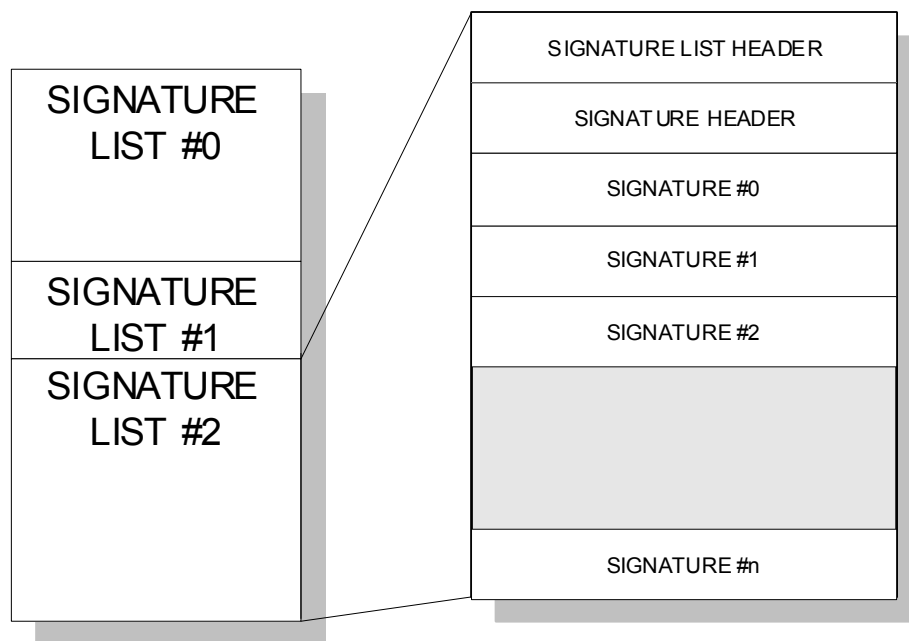 SIGNATURE
LIST #0
SIGNATURE
LIST #1
SIGNATURE
LIST #2
SIGNATURE LIST HEADER
SIGNATURE HEADER
SIGNATURE #0
SIGNATURE #1
SIGNATURE #2
SIGNATURE #n